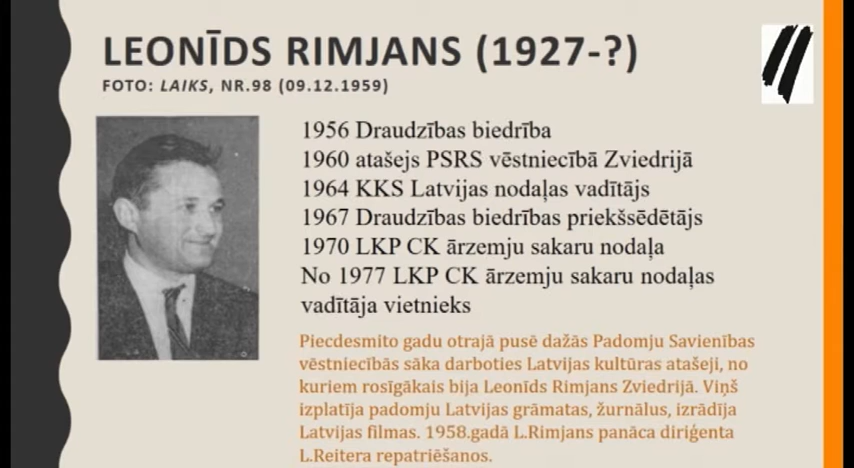 LEONĪDS RIMJANS (1927-?)
FOTO: LAIKS, NR.98 (09.12.1959)
1956 Draudzības biedrība
1960 atašejs PSRS vēstniecībā Zviedrijā
1964 KKS Latvijas nodaļas vadītājs
1967 Draudzības biedrības priekšsēdētājs
1970 LKP CK ārzemju sakaru nodaļa
No 1977 LKP CK ārzemju sakaru nodaļas
vadītāja vietnieks
Piecdesmito gadu otrajā pusē dažās Padomju Savienības
vēstniecībās sāka darboties Latvijas kultūras atašeji, no
kuriem rosīgākais bija Leonīds Rimjans Zviedrijā. Viņš
izplatīja padomju Latvijas grāmatas, žurnālus, izrādīja
Latvijas filmas. 1958.gadā L.Rimjans panāca diriģenta
L.Reitera repatriēšanos.